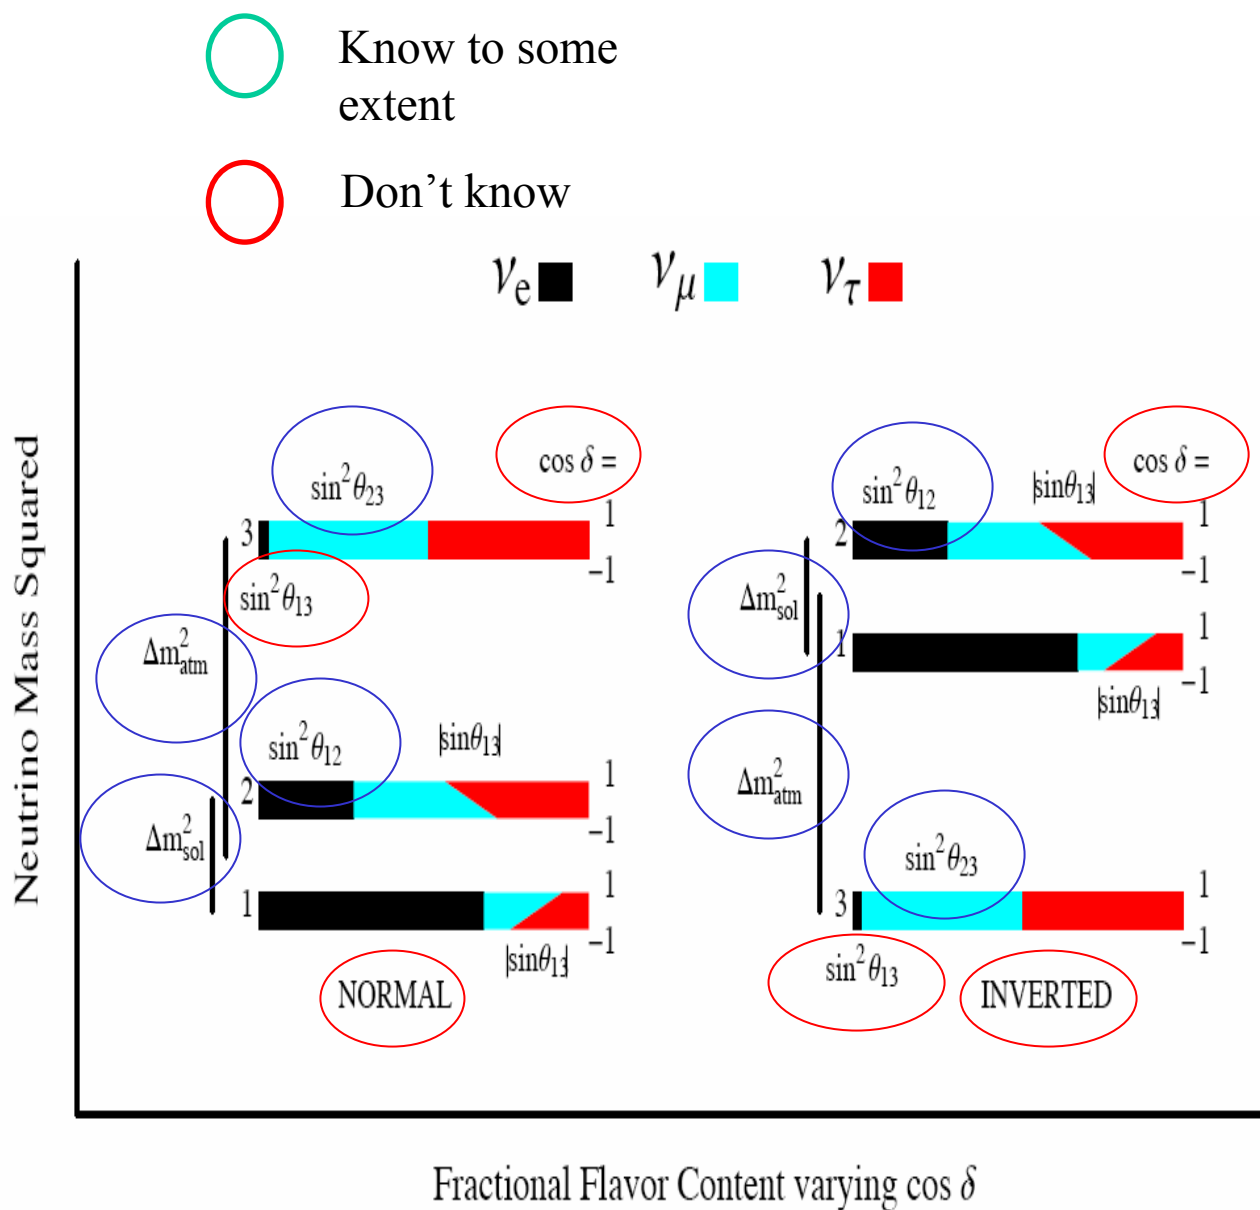 Know to some
extent
Don’t know
νe νμ ντ
Neutrino Mass Squared
sin²θ23
cos δ =
3
1
−1
sin²θ13
Δm²atm
sin²θ12
|sinθ13|
2
1
−1
Δm²sol
1
1
−1
|sinθ13|
NORMAL
sin²θ12
|sinθ13|
cos δ =
2
1
−1
Δm²sol
1
1
−1
|sinθ13|
Δm²atm
sin²θ23
3
1
−1
sin²θ13
INVERTED
Fractional Flavor Content varying cos δ